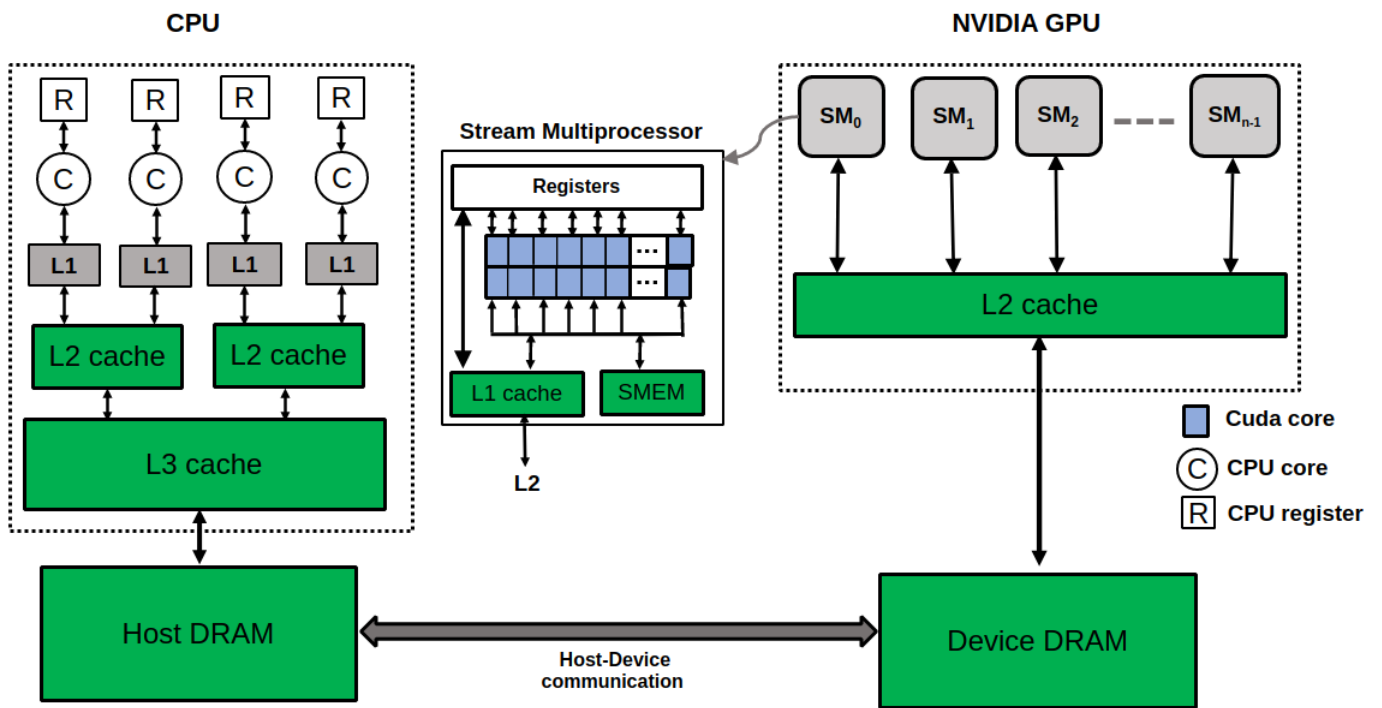 CPU
NVIDIA GPU
R R R R
C C C C
L1 L1 L1 L1
L2 cache L2 cache
L3 cache
Host DRAM
Stream Multiprocessor
Registers
...
...
L1 cache SMEM
L2
SM0 SM1 SM2 SMn-1
L2 cache
Cuda core
C CPU core
R CPU register
Device DRAM
Host-Device
communication